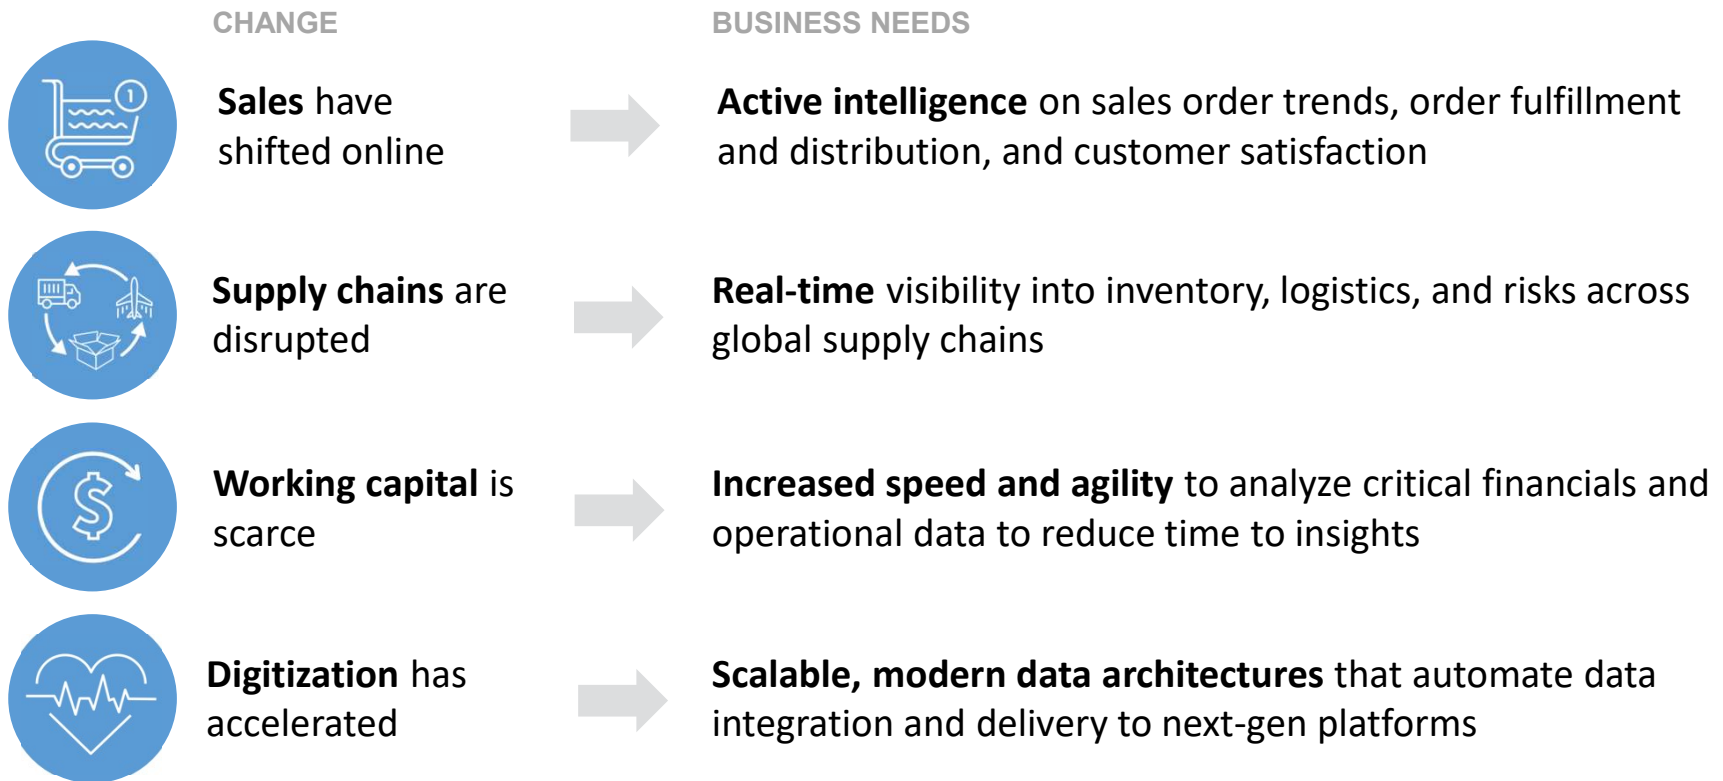 CHANGE
BUSINESS NEEDS
1
Sales have
shifted online
Active intelligence on sales order trends, order fulfillment
and distribution, and customer satisfaction
Supply chains are
disrupted
Real-time visibility into inventory, logistics, and risks across
global supply chains
$
Working capital is
scarce
Increased speed and agility to analyze critical financials and
operational data to reduce time to insights
Digitization has
accelerated
Scalable, modern data architectures that automate data
integration and delivery to next-gen platforms